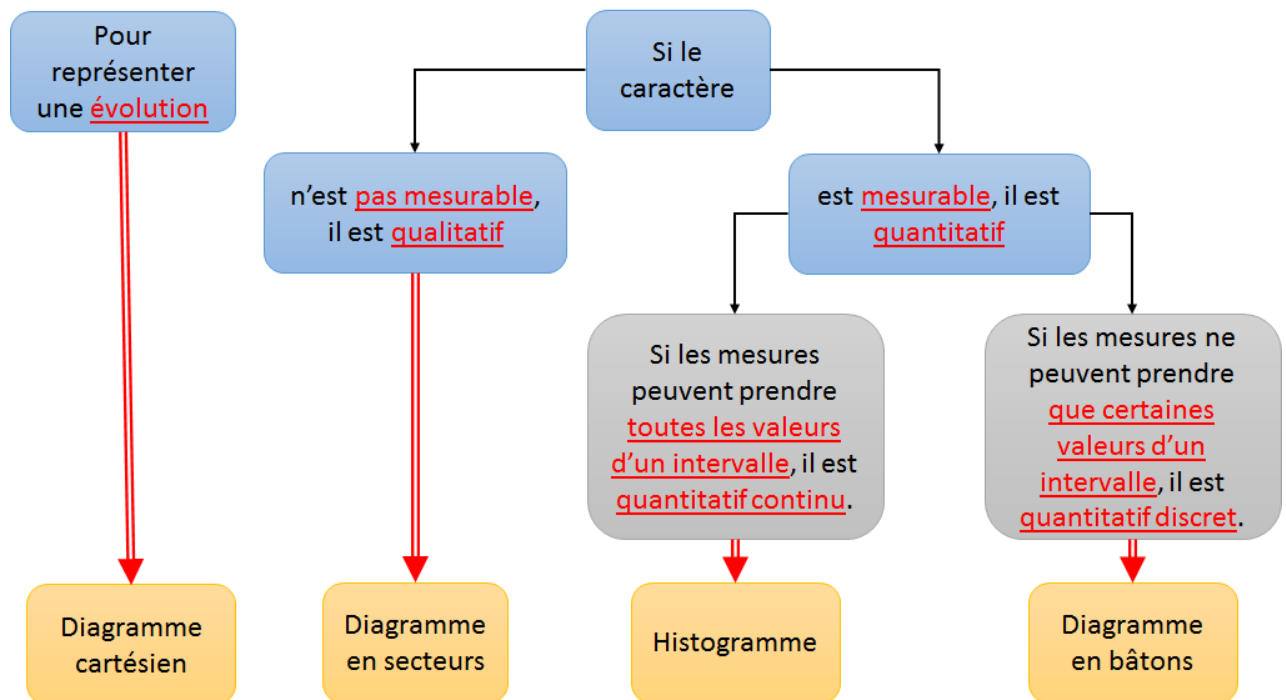 Pour
représenter
une évolution
Si le
caractère
n'est pas mesurable,
il est qualitatif
est mesurable, il est
quantitatif
Si les mesures
peuvent prendre
toutes les valeurs
d'un intervalle, il est
quantitatif continu.
Si les mesures ne
peuvent prendre
que certaines
valeurs d'un
intervalle, il est
quantitatif discret.
Diagramme
cartésien
Diagramme
en secteurs
Histogramme
Diagramme
en bâtons